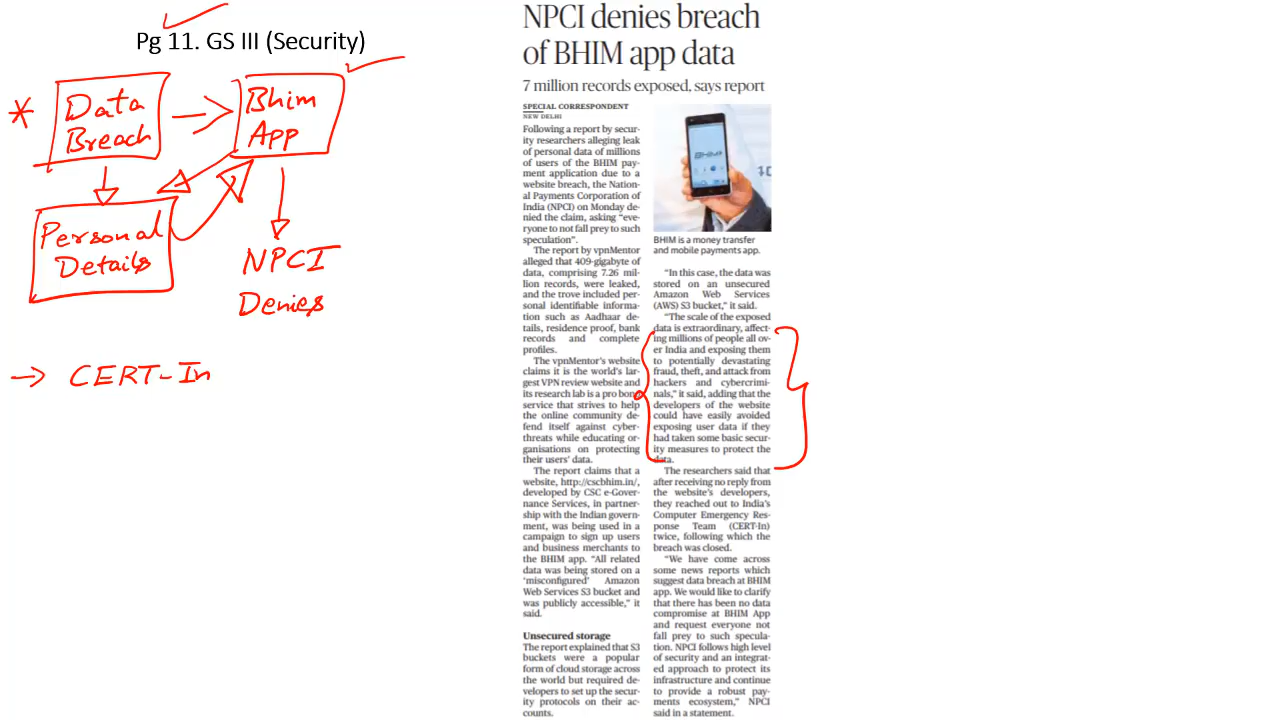 Pg 11. GS III (Security)
Data
Breach
Bhim
App
Personal
Details
NPCI
Denies
→ CERT-In
NPCI denies breach
of BHIM app data
7 million records exposed, says report
SPECIAL CORRESPONDENT
NEW DELHI
Following a report by secur-
ity researchers alleging leak
of personal data of millions
of users of the BHIM pay-
ment application due to a
website breach, the Nation-
al Payments Corporation of
India (NPCI) on Monday de-
nied the claim, asking "eve-
ryone to not fall prey to such
speculation".
The report by vpnMentor
alleged that 409-gigabyte of
data, comprising 7.26 mil-
lion records, were leaked,
and the trove included per-
sonal identifiable informa-
tion such as Aadhaar de-
tails, residence proof, bank
records and complete
profiles.
The vpnMentor's website
claims it is the world's lar-
gest VPN review website and
its research lab is a pro bono
service that strives to help
the online community de-
fend itself against cyber-
threats while educating or-
ganisations on protecting
their users' data.
The report claims that a
website, http://cscbhim.in/,
developed by CSC e-Gover-
nance Services, in partner-
ship with the Indian govern-
ment, was being used in a
campaign to sign up users
and business merchants to
the BHIM app. "All related
data was being stored on a
'misconfigured' Amazon
Web Services S3 bucket and
was publicly accessible," it
said.
Unsecured storage
The report explained that S3
buckets were a popular
form of cloud storage across
the world but required de-
velopers to set up the secur-
ity protocols on their ac-
counts.
BHIM
BHIM is a money transfer
and mobile payments app.
"In this case, the data was
stored on an unsecured
Amazon Web Services
(AWS) S3 bucket," it said.
"The scale of the exposed
data is extraordinary, affect-
ing millions of people all ov-
er India and exposing them
to potentially devastating
fraud, theft, and attack from
hackers and cybercrimi-
nals," it said, adding that the
developers of the website
could have easily avoided
exposing user data if they
had taken some basic secur-
ity measures to protect the
data.
The researchers said that
after receiving no reply from
the website's developers,
they reached out to India's
Computer Emergency Res-
ponse Team (CERT-In)
twice, following which the
breach was closed.
"We have come across
some news reports which
suggest data breach at BHIM
app. We would like to clarify
that there has been no data
compromise at BHIM App
and request everyone not
fall prey to such specula-
tion. NPCI follows high level
of security and an integrat-
ed approach to protect its
infrastructure and continue
to provide a robust pay-
ments ecosystem," NPCI
said in a statement.